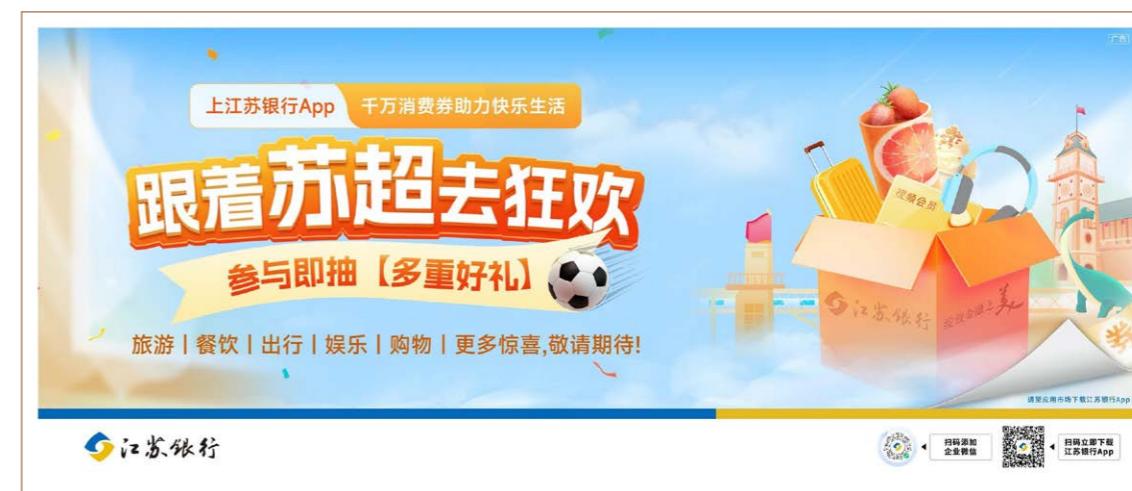 广告
上江苏银行App
千万消费券助力快乐生活
跟着苏超去狂欢
参与即抽【多重好礼】
旅游|餐饮|出行|娱乐|购物|更多惊喜,敬请期待!
视频会员
江苏银行
券
请至应用市场下载江苏银行App
江苏银行
扫码添加
企业微信
扫码立即下载
江苏银行App